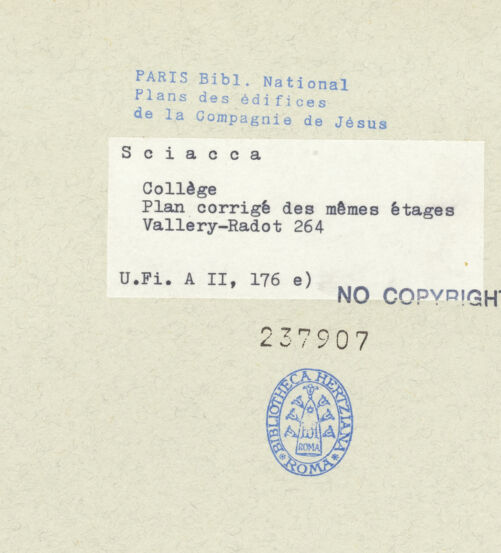 PARIS Bibl. National
Plans des édifices
de la Compagnie de Jésus
Sciacca
Collège
Plan corrigé des mêmes étages
Vallery-Radot 264
U.Fi. A II, 176 e)
NO COPYRIGHT
237907
BIBLIOTHECA HERTZIANA
ROMA
ROMA